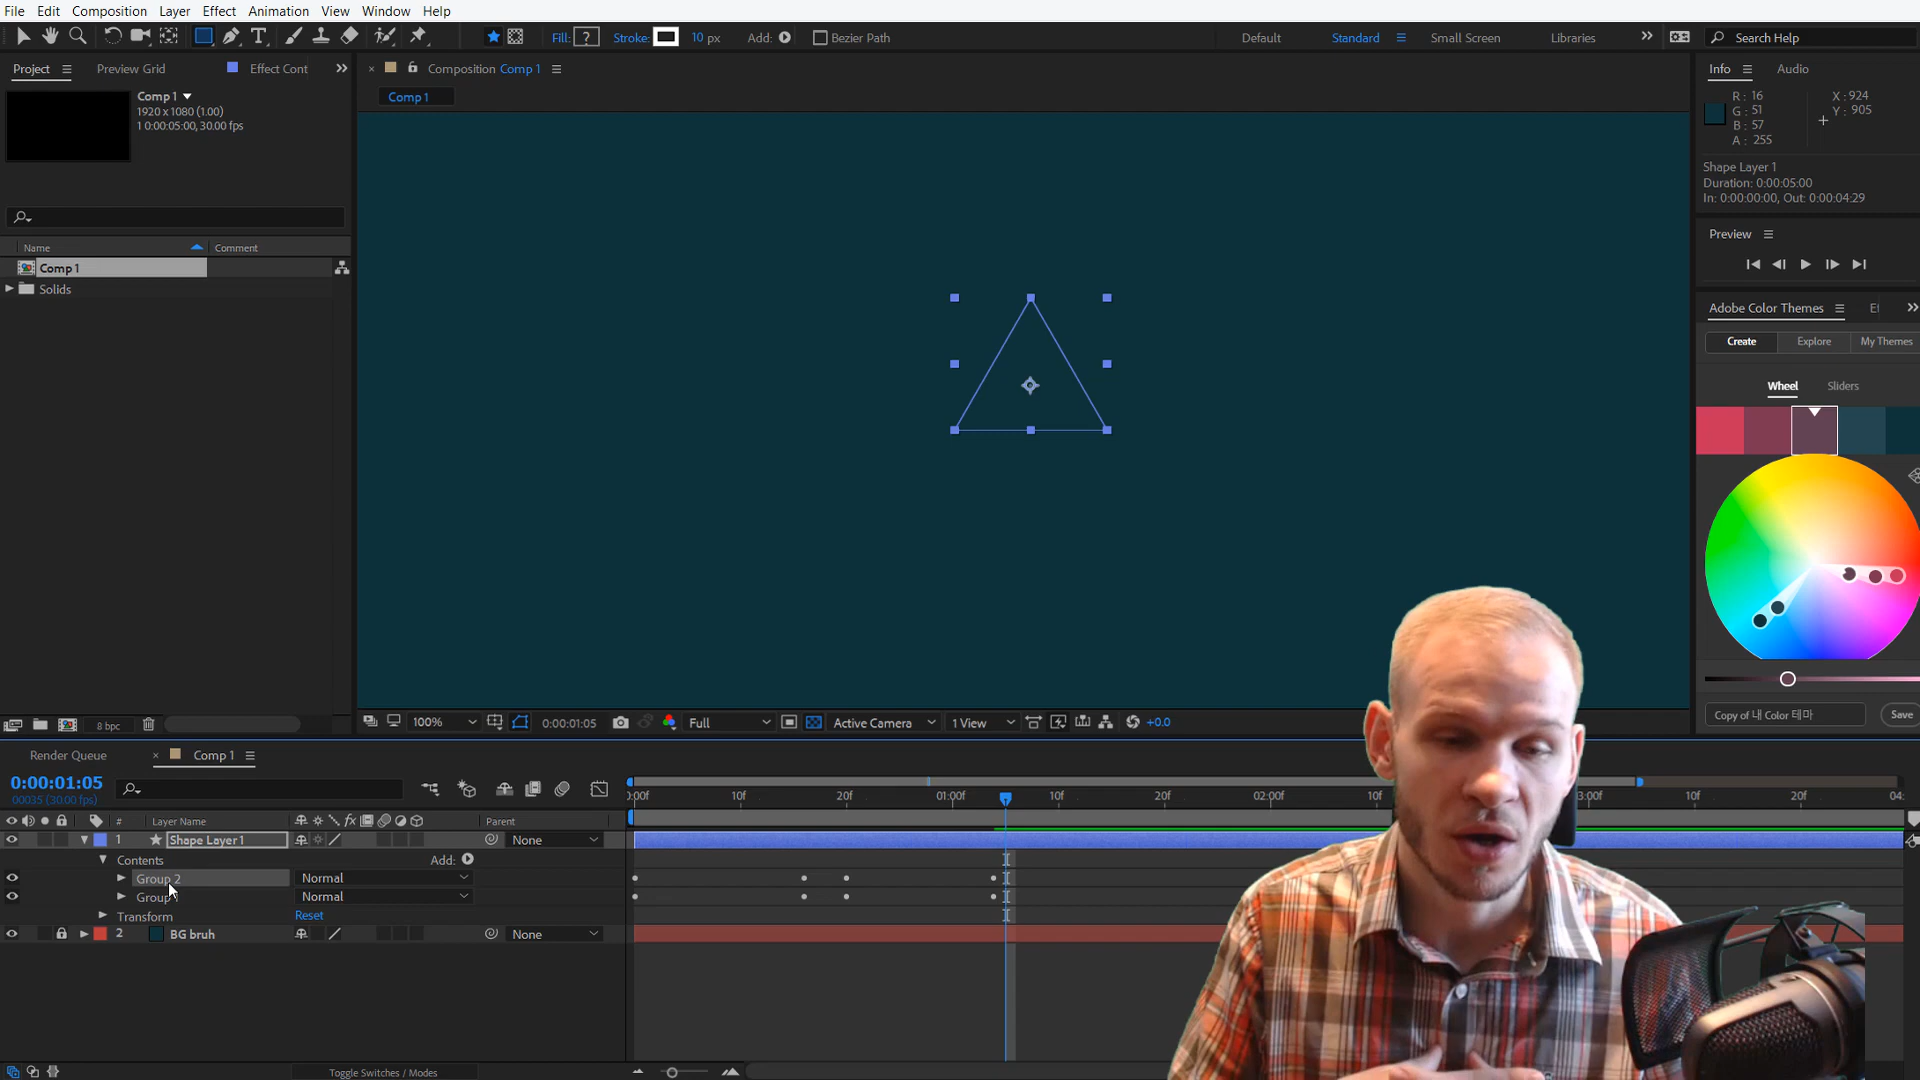 File Edit Composition Layer Effect Animation View Window Help
Fill: ? Stroke: 10 px Add: Bezier Path Default Standard Small Screen Libraries Search Help
Project Preview Grid Effect Cont
Composition Comp 1
Info Audio
Comp 1
1920 x 1080 (1.00)
1 0:00:05:00, 30.00 fps
Comp 1
R: 16
G: 51
B: 57
A: 255
X: 924
Y: 905
Shape Layer 1
Duration: 0:00:05:00
In: 0:00:00:00, Out: 0:00:04:29
Preview
Name Comment
Comp 1
Solids
Adobe Color Themes
Create Explore My Themes
Wheel Sliders
Copy of 내 Color 테마 Save
8 bpc
100% 0:00:01:05 Full Active Camera 1 View +0.0
Render Queue Comp 1
0:00:01:05
00035 (30.00 fps)
:00f 10f 20f 01:00f 10f 20f 02:00f 10f 3:00f 10f 20f 04:
# Layer Name Parent
1 Shape Layer 1 None
Contents Add:
Group 2 Normal
Group Normal
Transform Reset
2 BG bruh None
Toggle Switches / Modes